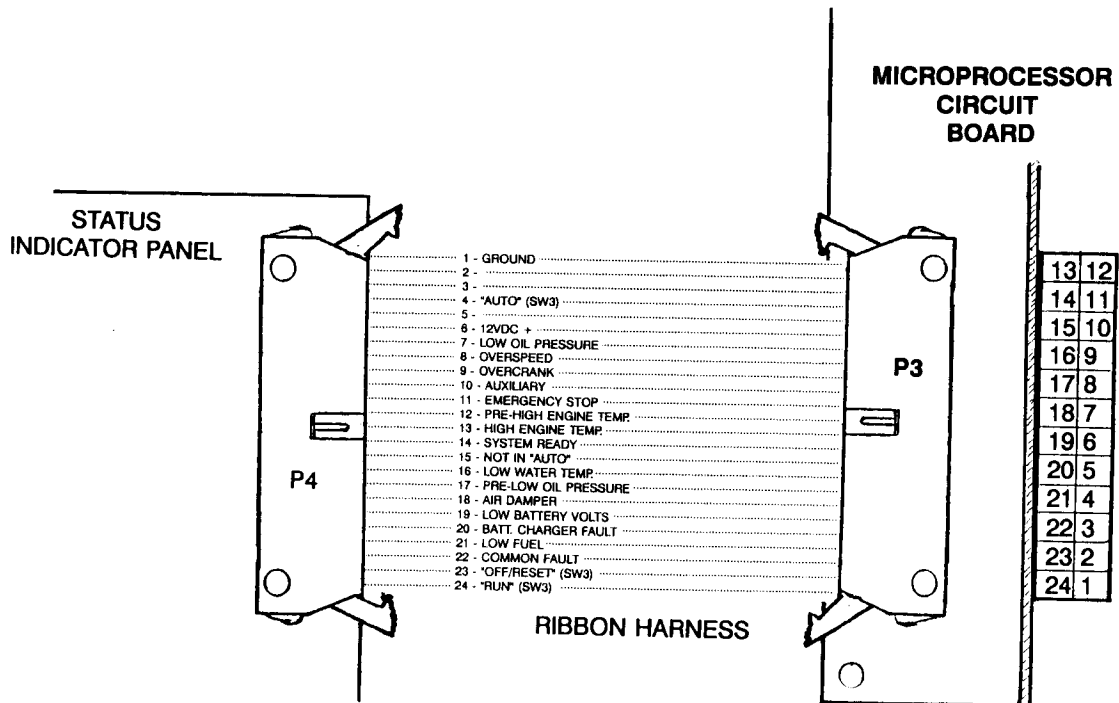 MICROPROCESSOR
CIRCUIT
BOARD
STATUS
INDICATOR PANEL
1 - GROUND
2 -
3 -
4 - "AUTO" (SW3)
5 -
6 - 12VDC +
7 - LOW OIL PRESSURE
8 - OVERSPEED
9 - OVERCRANK
10 - AUXILIARY
11 - EMERGENCY STOP
12 - PRE-HIGH ENGINE TEMP.
13 - HIGH ENGINE TEMP.
14 - SYSTEM READY
15 - NOT IN "AUTO"
16 - LOW WATER TEMP.
17 - PRE-LOW OIL PRESSURE
18 - AIR DAMPER
19 - LOW BATTERY VOLTS
20 - BATT. CHARGER FAULT
21 - LOW FUEL
22 - COMMON FAULT
23 - "OFF/RESET" (SW3)
24 - "RUN" (SW3)
P4
P3
13 12
14 11
15 10
16 9
17 8
18 7
19 6
20 5
21 4
22 3
23 2
24 1
RIBBON HARNESS